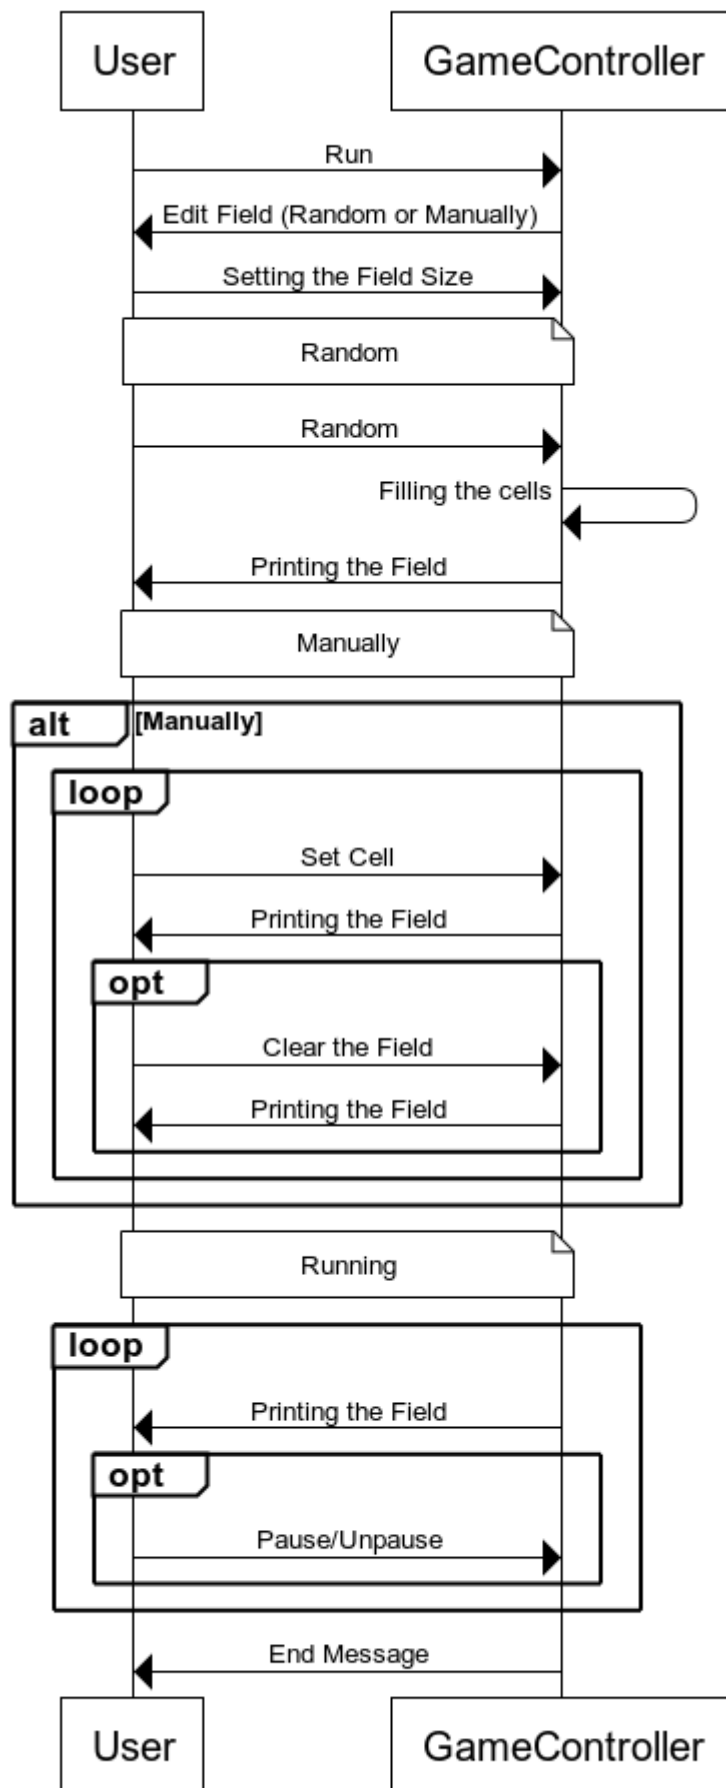 User
GameController
Run
Edit Field (Random or Manually)
Setting the Field Size
Random
Random
Filling the cells
Printing the Field
Manually
alt
[Manually]
loop
Set Cell
Printing the Field
opt
Clear the Field
Printing the Field
Running
loop
Printing the Field
opt
Pause/Unpause
End Message
User
GameController